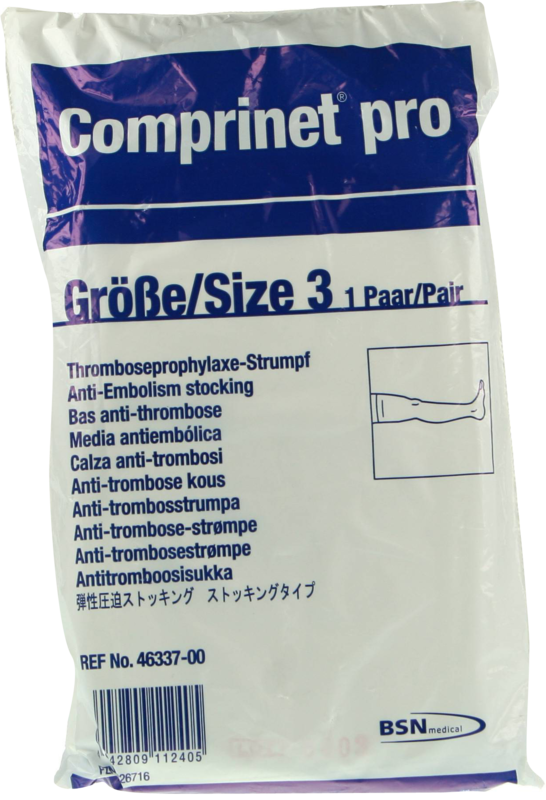 Comprinet® pro
Größe/Size 3 1 Paar/Pair
Thromboseprophylaxe-Strumpf
Anti-Embolism stocking
Bas anti-thrombose
Media antiembólica
Calza anti-trombosi
Anti-trombose kous
Anti-trombosstrumpa
Anti-trombose-strømpe
Anti-trombosestrømpe
Antitromboosisukka
弾性圧迫ストッキング ストッキングタイプ
REF No. 46337-00
BSN medical
42809 112405
26716